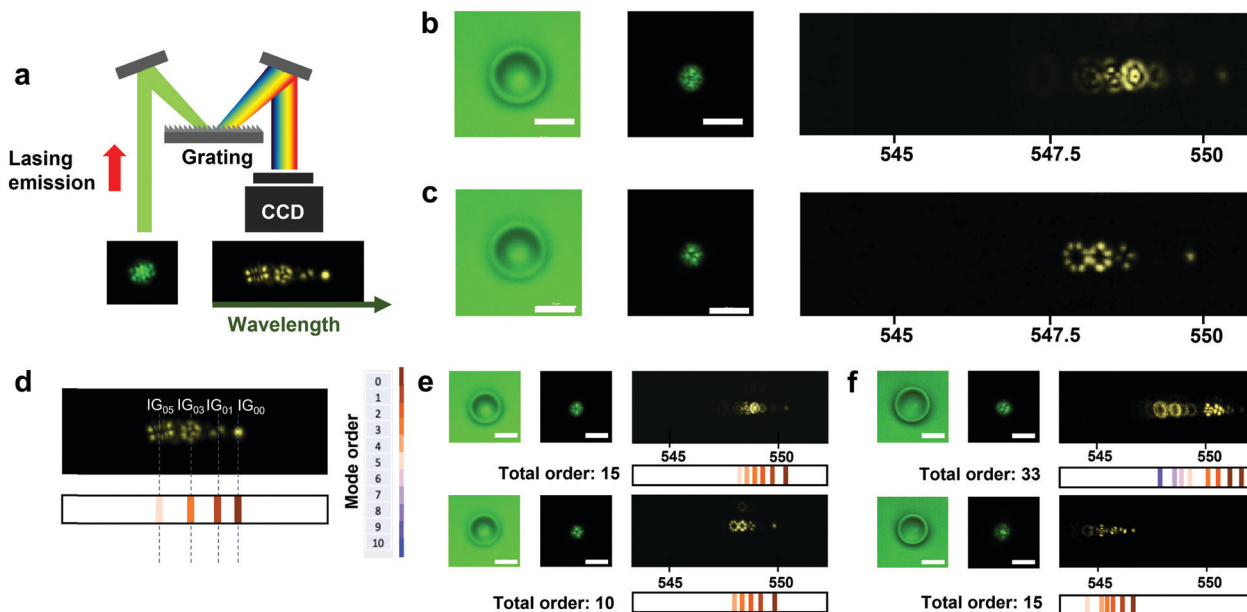 a
Lasing
emission
Grating
CCD
Wavelength
b
545
547.5
550
c
545
547.5
550
d
IG05 IG03 IG01 IG00
Mode order
0
1
2
3
4
5
6
7
8
9
10
e
545
550
Total order: 15
545
550
Total order: 10
f
545
550
Total order: 33
545
550
Total order: 15